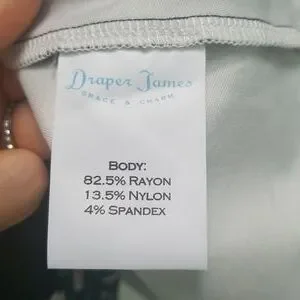 Draper James
GRACE & CHARM
BODY:
82.5% RAYON
13.5% NYLON
4% SPANDEX